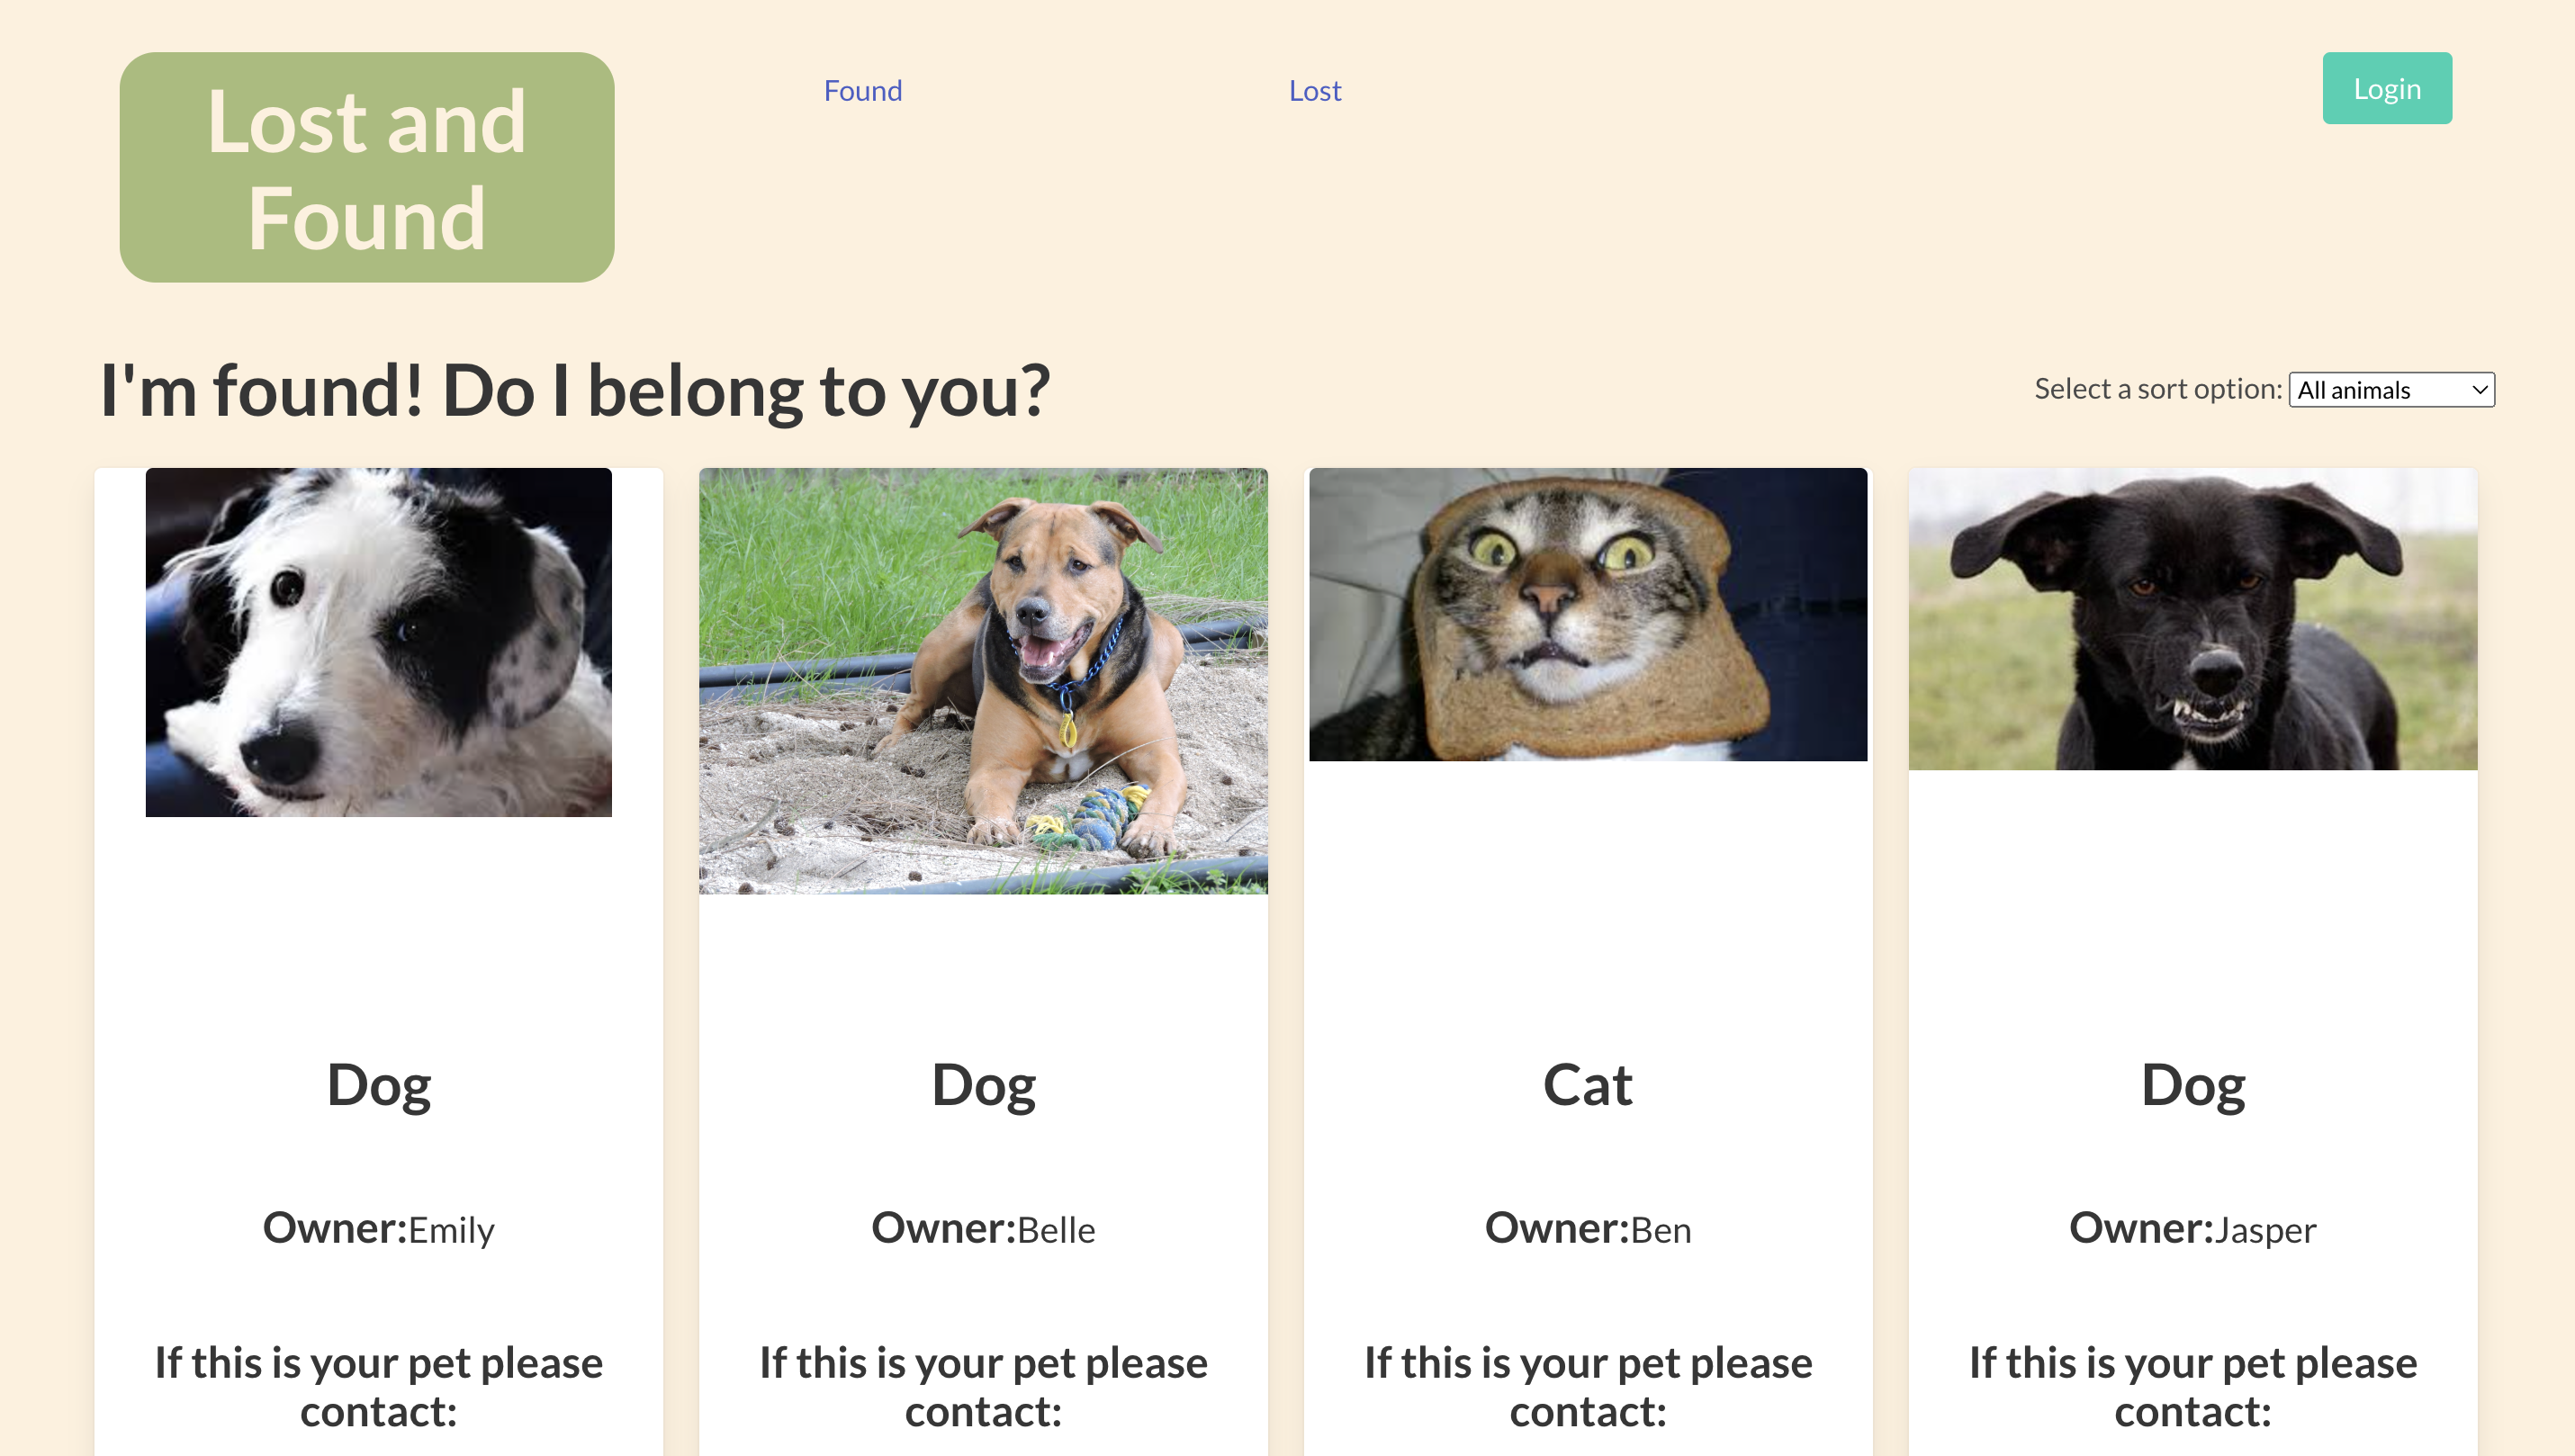 Lost and
Found
Found
Lost
Login
I'm found! Do I belong to you?
Select a sort option: All animals
Dog
Dog
Cat
Dog
Owner:Emily
Owner:Belle
Owner:Ben
Owner:Jasper
If this is your pet please
contact:
If this is your pet please
contact:
If this is your pet please
contact:
If this is your pet please
contact: